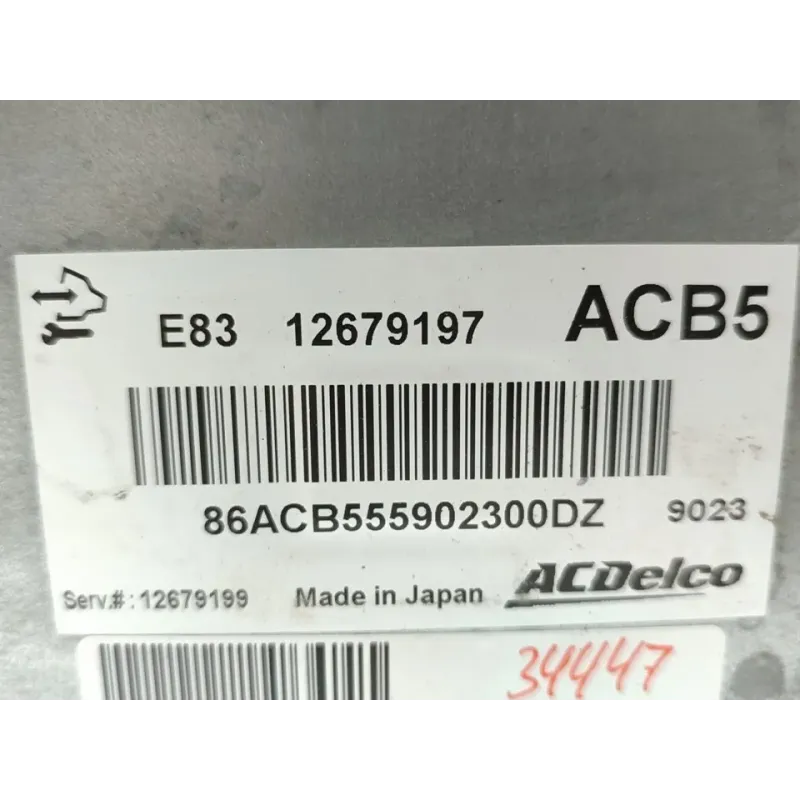 E83 12679197 ACB5
86ACB555902300DZ 9023
Serv.#: 12679199 Made in Japan ACDelco
34447